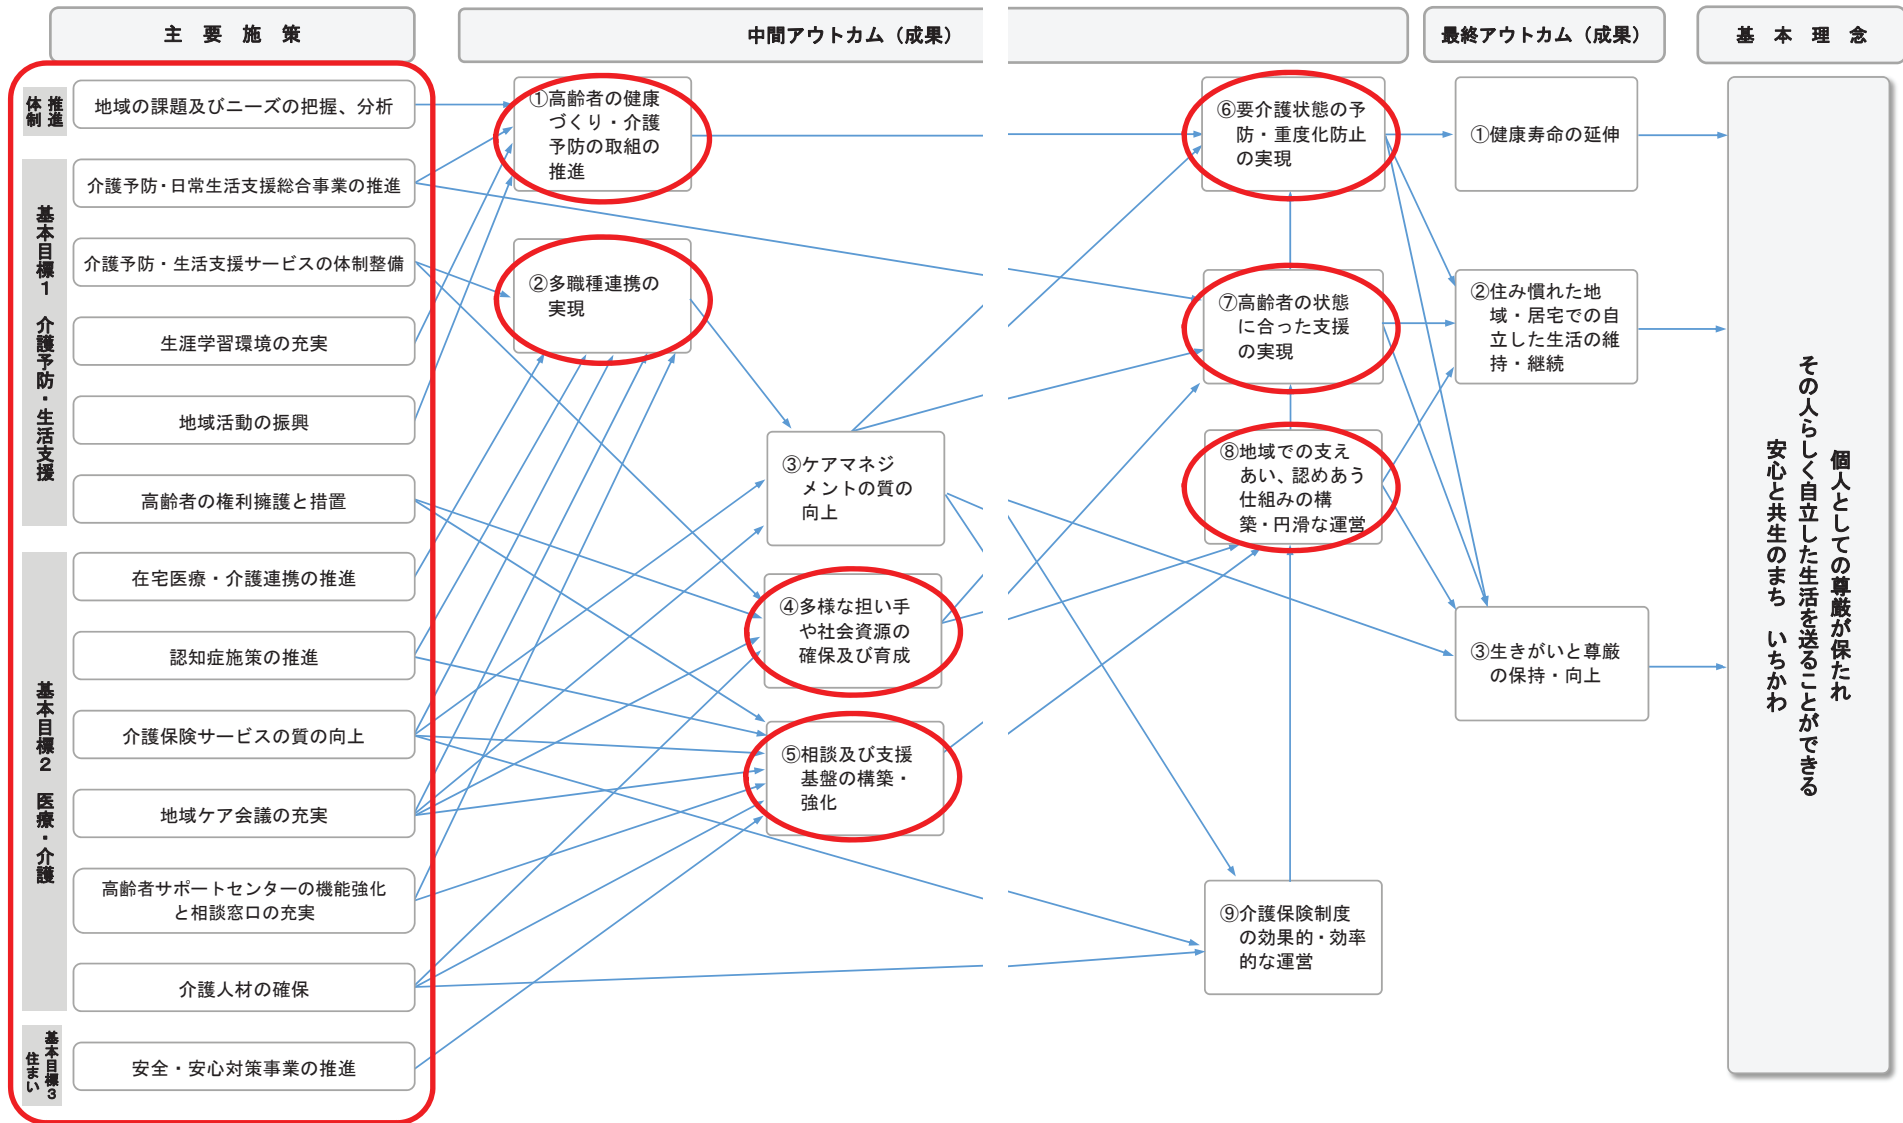 主要施策
中間アウトカム（成果）
最終アウトカム（成果）
基本理念
推進
体制
地域の課題及びニーズの把握、分析
基本目標1　介護予防・生活支援
介護予防・日常生活支援総合事業の推進
介護予防・生活支援サービスの体制整備
生涯学習環境の充実
地域活動の振興
高齢者の権利擁護と措置
基本目標2　医療・介護
在宅医療・介護連携の推進
認知症施策の推進
介護保険サービスの質の向上
地域ケア会議の充実
高齢者サポートセンターの機能強化
と相談窓口の充実
介護人材の確保
基本目標3
住まい
安全・安心対策事業の推進
①高齢者の健康
づくり・介護
予防の取組の
推進
②多職種連携の
実現
③ケアマネジ
メントの質の
向上
④多様な担い手
や社会資源の
確保及び育成
⑤相談及び支援
基盤の構築・
強化
⑥要介護状態の予
防・重度化防止
の実現
⑦高齢者の状態
に合った支援
の実現
⑧地域での支え
あい、認めあう
仕組みの構
築・円滑な運営
⑨介護保険制度
の効果的・効率
的な運営
①健康寿命の延伸
②住み慣れた地
域・居宅での自
立した生活の維
持・継続
③生きがいと尊厳
の保持・向上
個人としての尊厳が保たれ
その人らしく自立した生活を送ることができる
安心と共生のまち　いちかわ